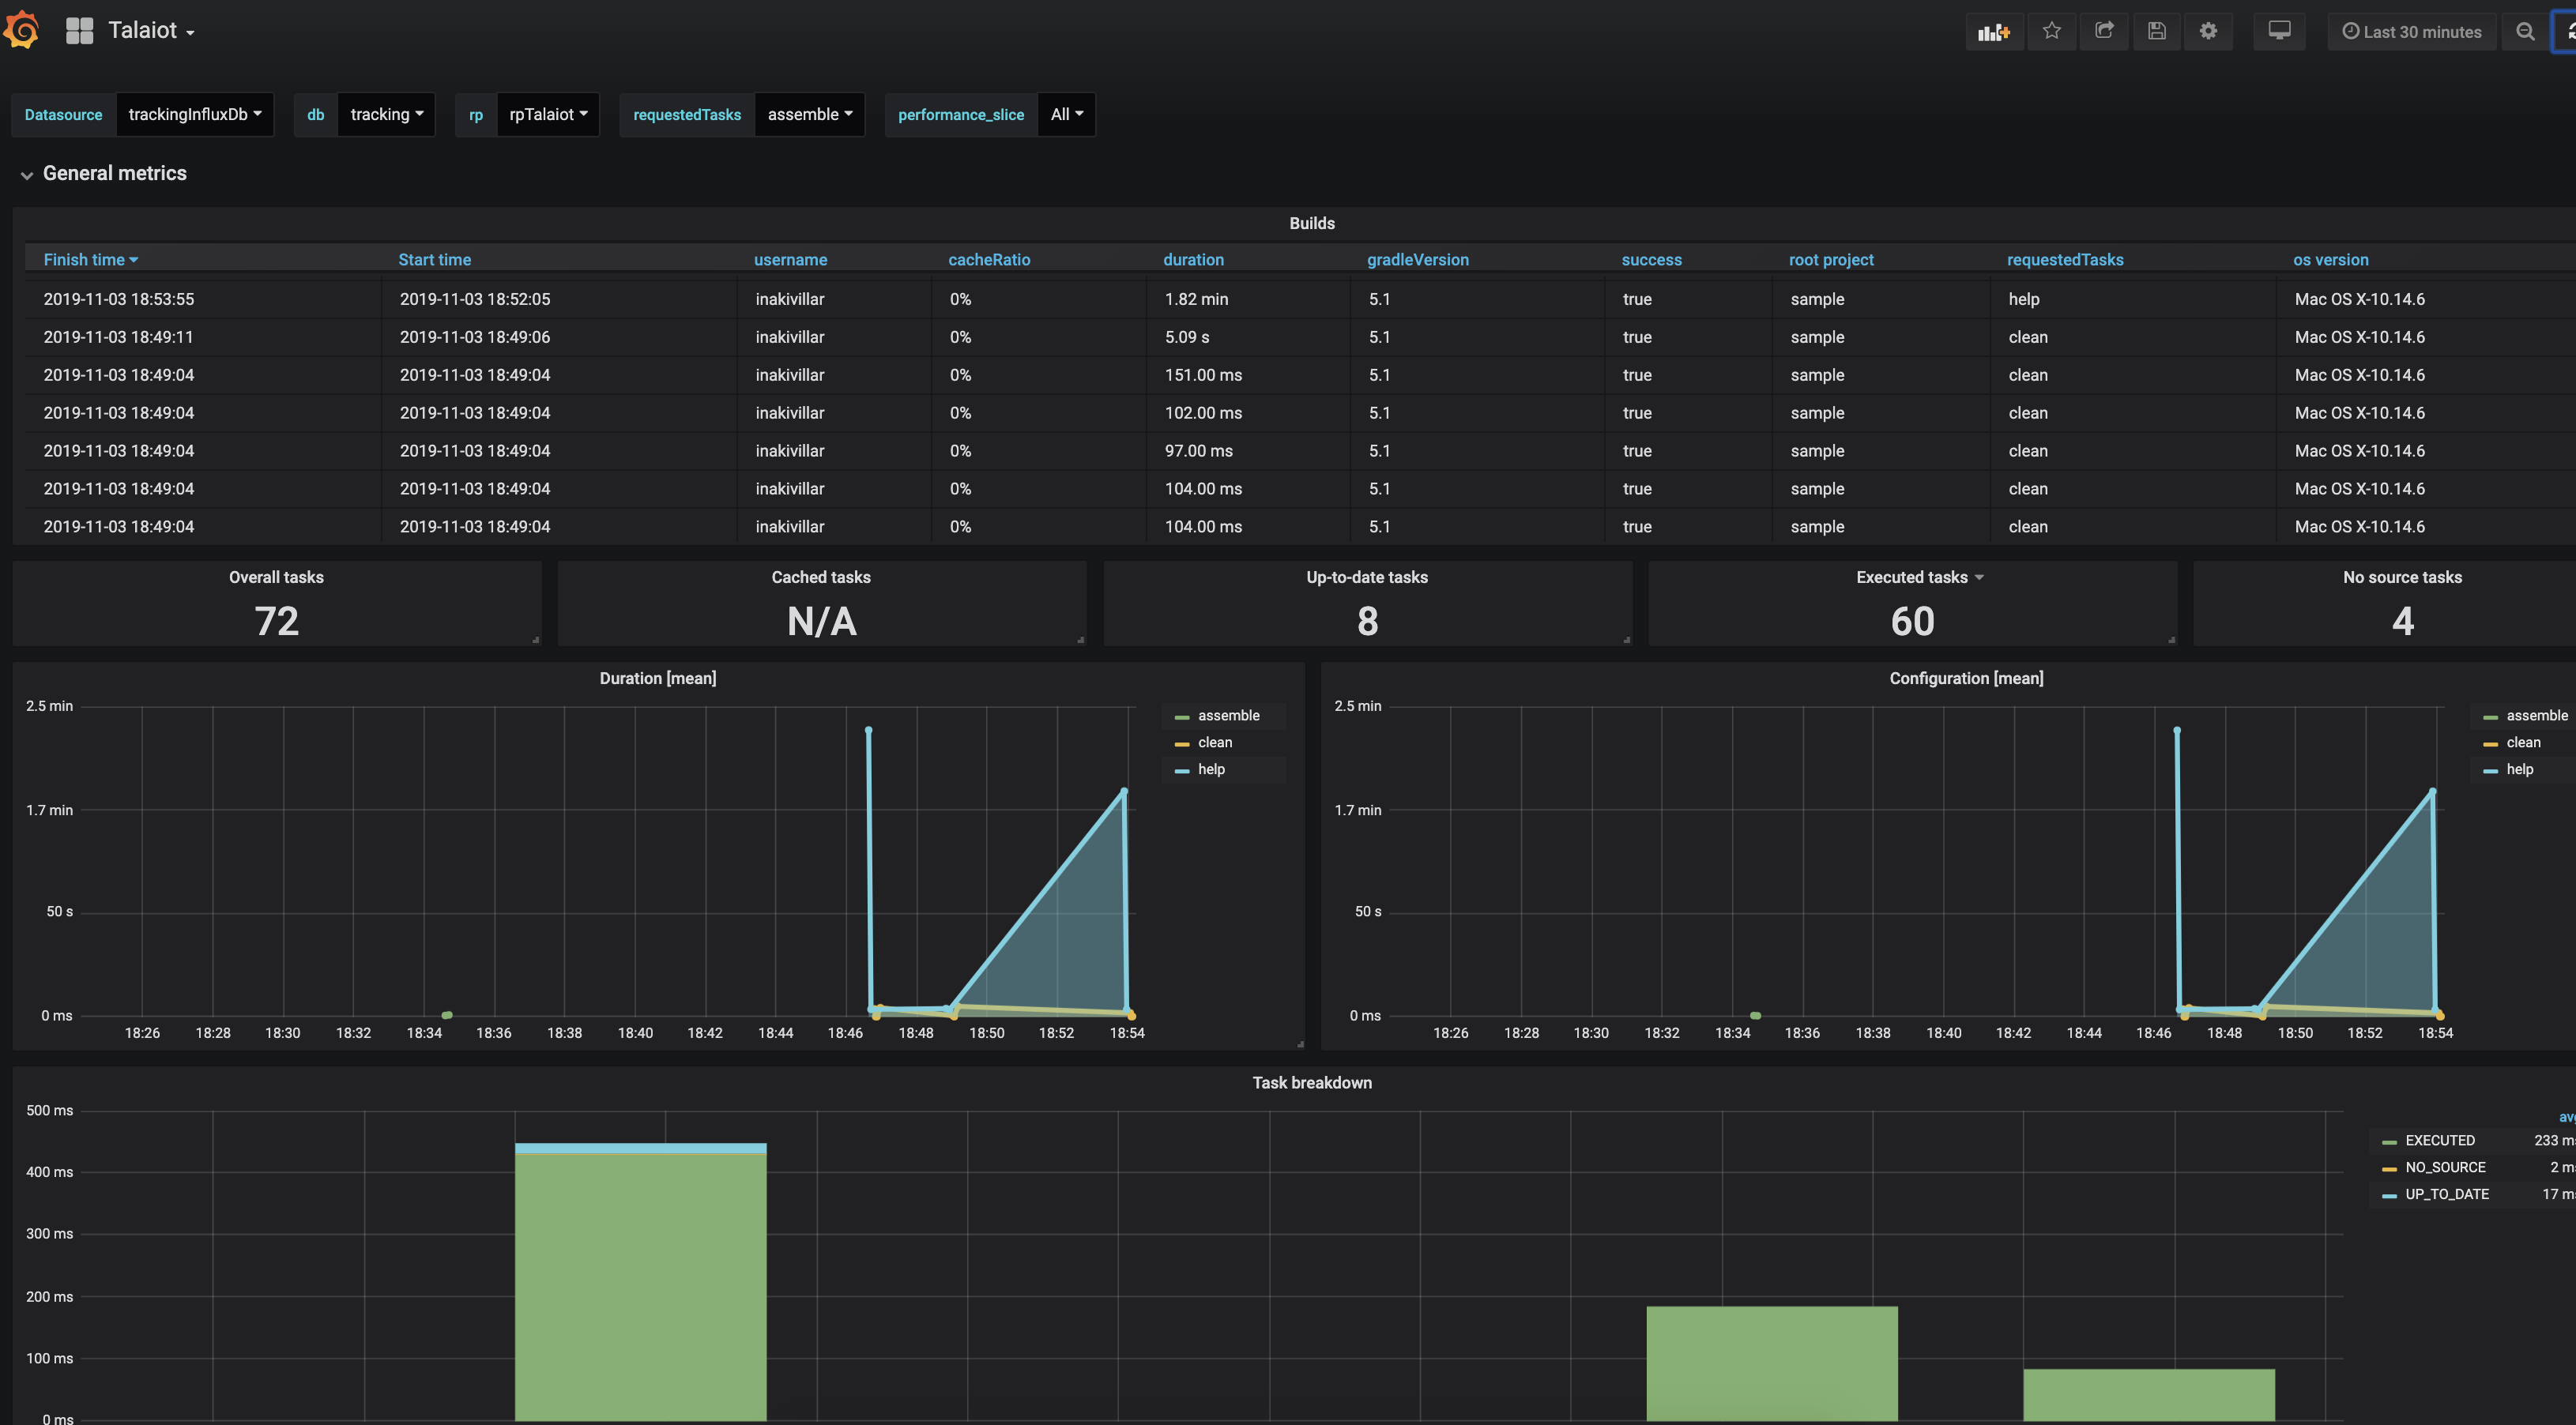 Talaiot
Last 30 minutes
Datasource trackingInfluxDb db tracking rp rpTalaiot requestedTasks assemble performance_slice All
General metrics
Builds
Finish time Start time username cacheRatio duration gradleVersion success root project requestedTasks os version
2019-11-03 18:53:55 2019-11-03 18:52:05 inakivillar 0% 1.82 min 5.1 true sample help Mac OS X-10.14.6
2019-11-03 18:49:11 2019-11-03 18:49:06 inakivillar 0% 5.09 s 5.1 true sample clean Mac OS X-10.14.6
2019-11-03 18:49:04 2019-11-03 18:49:04 inakivillar 0% 151.00 ms 5.1 true sample clean Mac OS X-10.14.6
2019-11-03 18:49:04 2019-11-03 18:49:04 inakivillar 0% 102.00 ms 5.1 true sample clean Mac OS X-10.14.6
2019-11-03 18:49:04 2019-11-03 18:49:04 inakivillar 0% 97.00 ms 5.1 true sample clean Mac OS X-10.14.6
2019-11-03 18:49:04 2019-11-03 18:49:04 inakivillar 0% 104.00 ms 5.1 true sample clean Mac OS X-10.14.6
2019-11-03 18:49:04 2019-11-03 18:49:04 inakivillar 0% 104.00 ms 5.1 true sample clean Mac OS X-10.14.6
Overall tasks Cached tasks Up-to-date tasks Executed tasks No source tasks
72 N/A 8 60 4
Duration [mean]
2.5 min
1.7 min
50 s
0 ms
18:26 18:28 18:30 18:32 18:34 18:36 18:38 18:40 18:42 18:44 18:46 18:48 18:50 18:52 18:54
assemble
clean
help
Configuration [mean]
2.5 min
1.7 min
50 s
0 ms
18:26 18:28 18:30 18:32 18:34 18:36 18:38 18:40 18:42 18:44 18:46 18:48 18:50 18:52 18:54
assemble
clean
help
Task breakdown
500 ms
400 ms
300 ms
200 ms
100 ms
0 ms
EXECUTED 233 m
NO_SOURCE 2 m
UP_TO_DATE 17 m